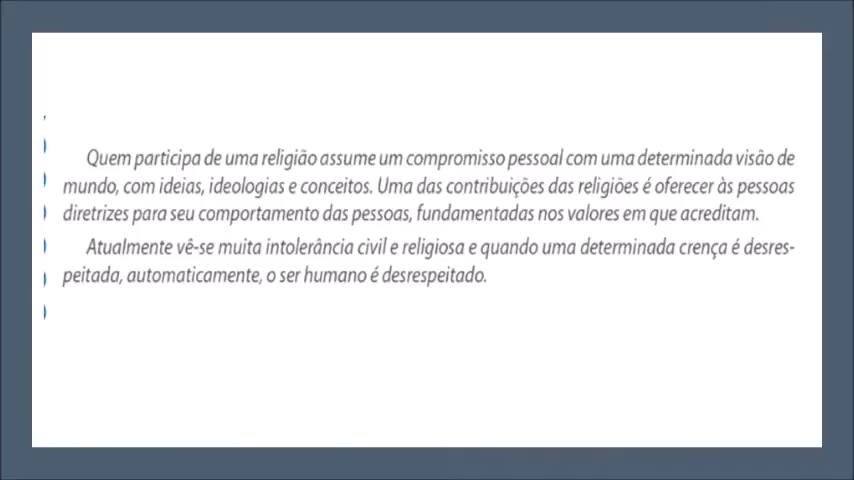 Quem participa de uma religião assume um compromisso pessoal com uma determinada visão de
mundo, com ideias, ideologias e conceitos. Uma das contribuições das religiões é oferecer às pessoas
diretrizes para seu comportamento das pessoas, fundamentadas nos valores em que acreditam.
Atualmente vê-se muita intolerância civil e religiosa e quando uma determinada crença é desres-
peitada, automaticamente, o ser humano é desrespeitado.